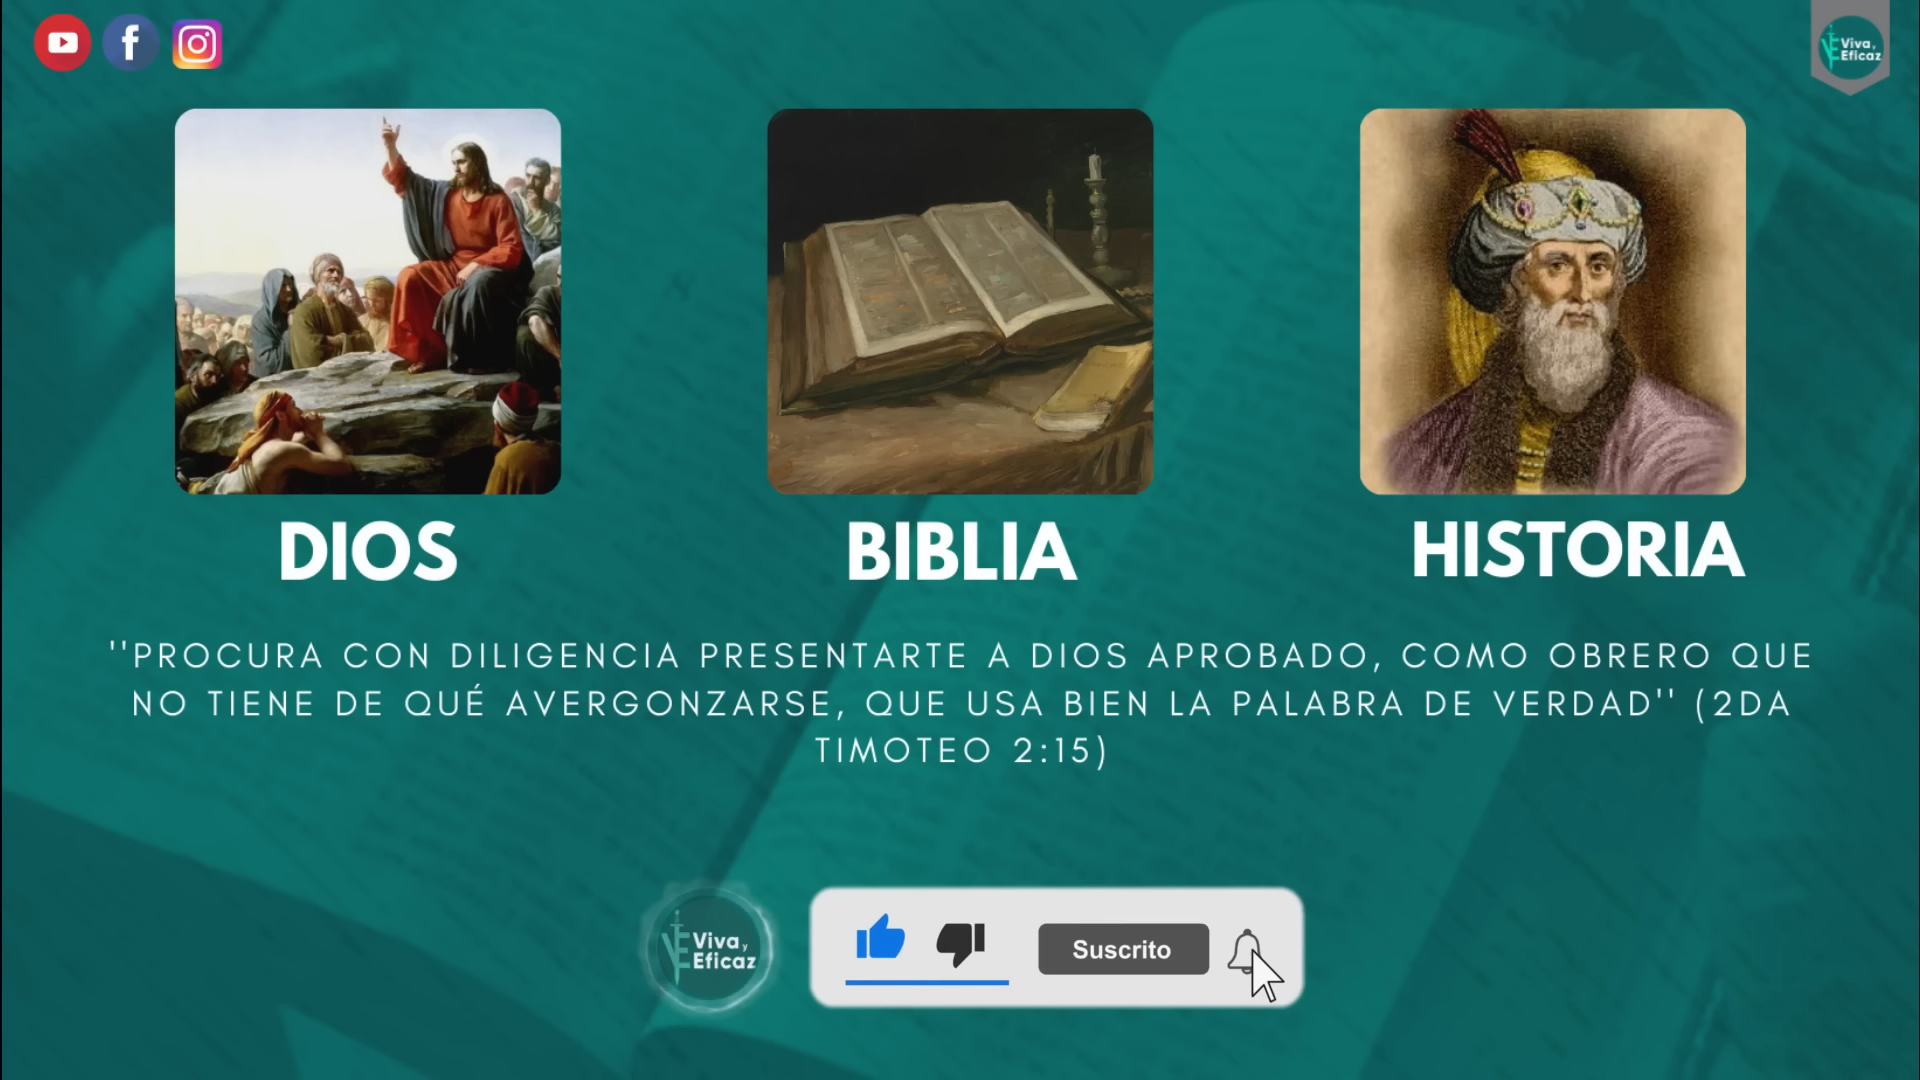 Viva y
Eficaz
DIOS
BIBLIA
HISTORIA
''PROCURA CON DILIGENCIA PRESENTARTE A DIOS APROBADO, COMO OBRERO QUE
NO TIENE DE QUÉ AVERGONZARSE, QUE USA BIEN LA PALABRA DE VERDAD'' (2DA
TIMOTEO 2:15)
Viva y
Eficaz
Suscrito